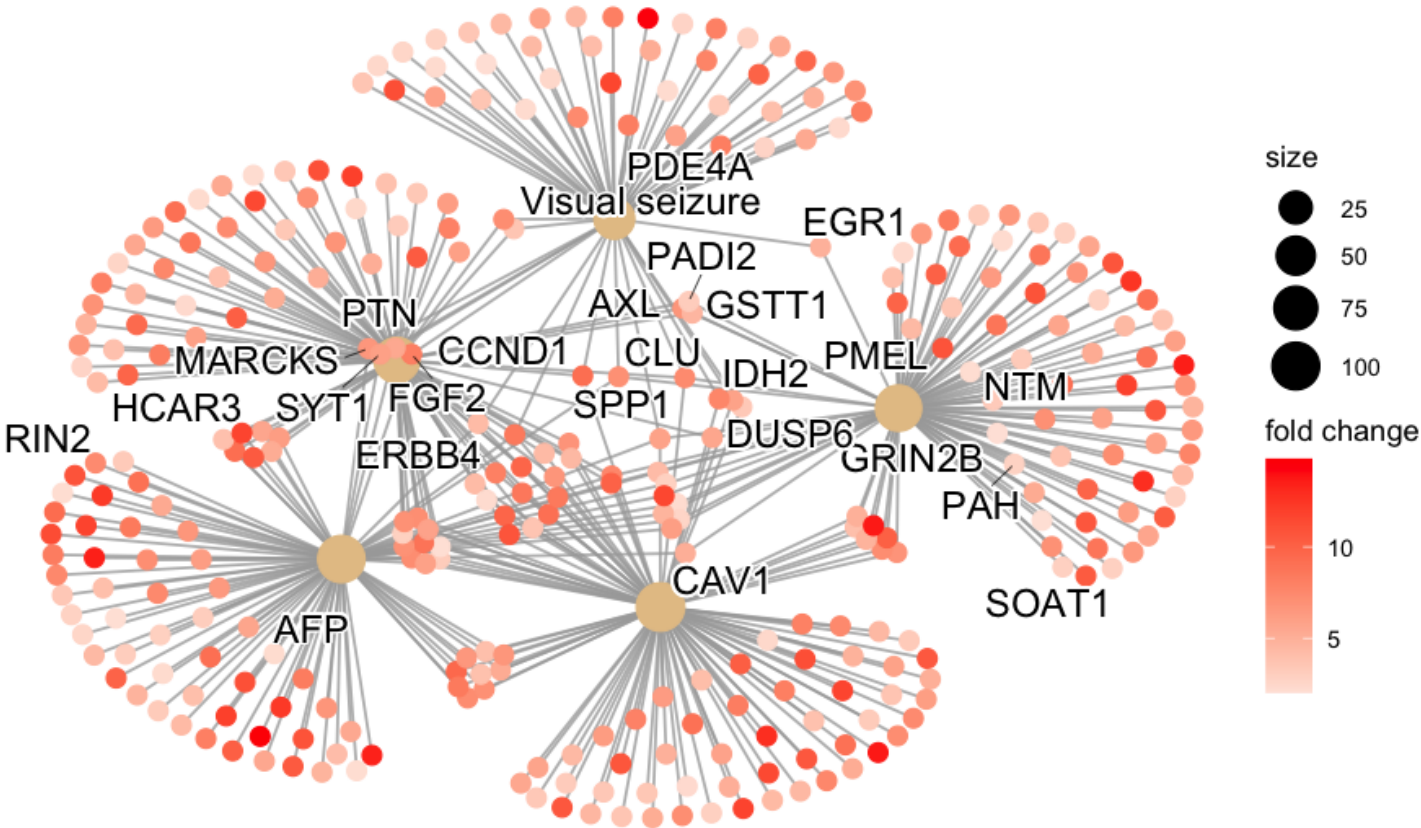 PDE4A
Visual seizure
EGR1
PADI2
AXL
GSTT1
PTN
MARCKS
CCND1
CLU
PMEL
IDH2
NTM
HCAR3
SYT1
FGF2
SPP1
RIN2
ERBB4
DUSP6
GRIN2B
PAH
CAV1
SOAT1
AFP
size
25
50
75
100
fold change
10
5